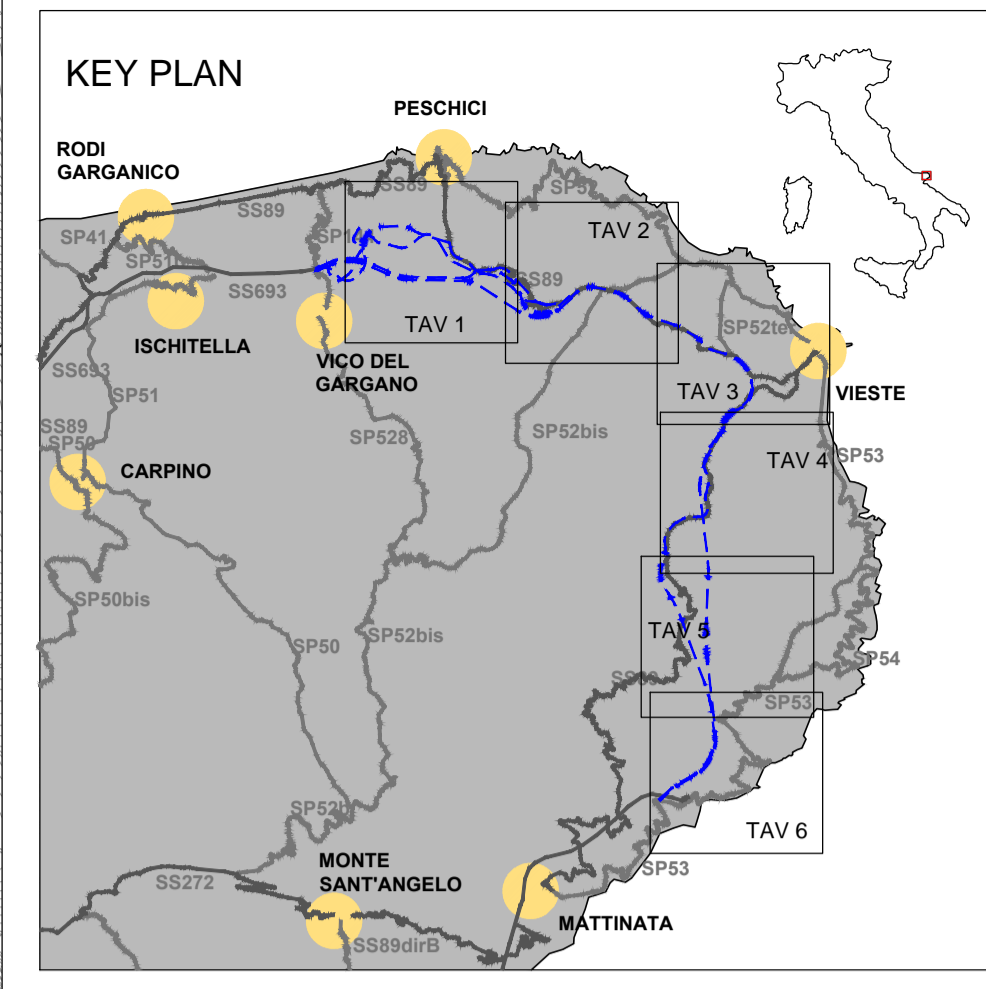 KEY PLAN
PESCHICI
RODI
GARGANICO
SS89
SS89
SP41
SP51
SS693
ISCHITELLA
VICO DEL
GARGANO
TAV 1
TAV 2
SS89
SP52ter
VIESTE
TAV 3
TAV 4
SS693
SP51
SS89
SP50
CARPINO
SP528
SP52bis
SP53
SP50bis
SP50
SP52bis
TAV 5
SP54
SP53
TAV 6
SP53
MONTE
SANT'ANGELO
SS272
SS89dirB
MATTINATA